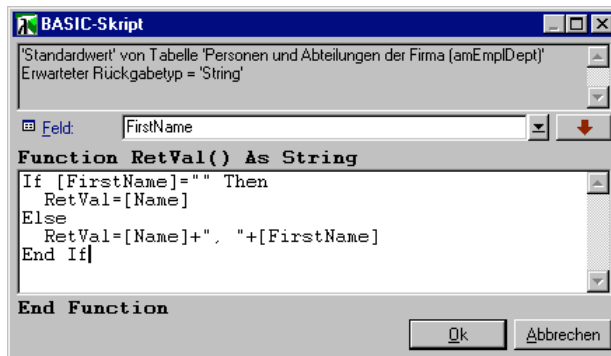 BASIC-Skript
'Standardwert' von Tabelle 'Personen und Abteilungen der Firma (amEmplDept)'
Erwarteter Rückgabetyp = 'String'
Feld: FirstName
Function RetVal() As String
If [FirstName]="" Then
  RetVal=[Name]
Else
  RetVal=[Name]+", "+[FirstName]
End If
End Function
Ok Abbrechen